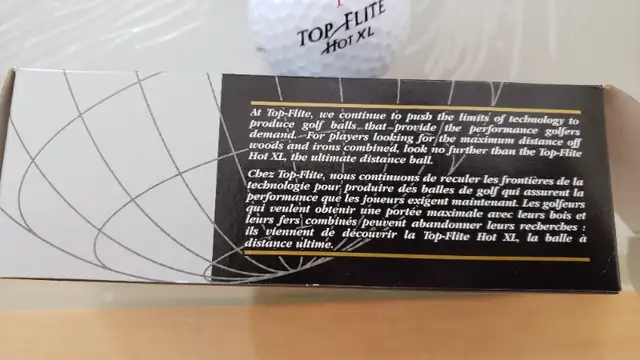 1
TOP-FLITE
HOT XL
At Top-Flite, we continue to push the limits of technology to
produce golf balls that provide the performance golfers
demand. For players looking for the maximum distance off
woods and irons combined, look no further than the Top-Flite
Hot XL, the ultimate distance ball.
Chez Top-Flite, nous continuons de reculer les frontières de la
technologie pour produire des balles de golf qui assurent la
performance que les joueurs exigent maintenant. Les golfeurs
qui veulent obtenir une portée maximale avec leurs bois et
leurs fers combinés peuvent abandonner leurs recherches :
ils viennent de découvrir la Top-Flite Hot XL, la balle à
distance ultime.